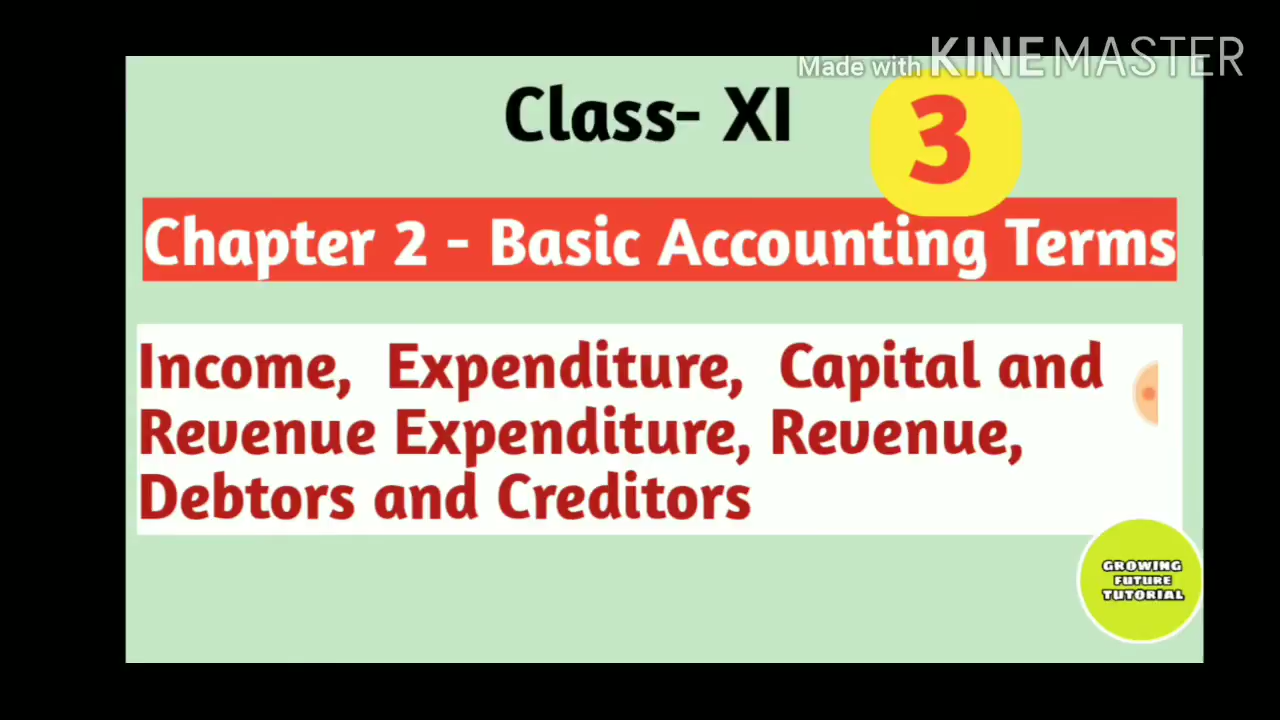 Made with KINEMASTER
Class- XI
3
Chapter 2 - Basic Accounting Terms
Income, Expenditure, Capital and
Revenue Expenditure, Revenue,
Debtors and Creditors
GROWING
FUTURE
TUTORIAL